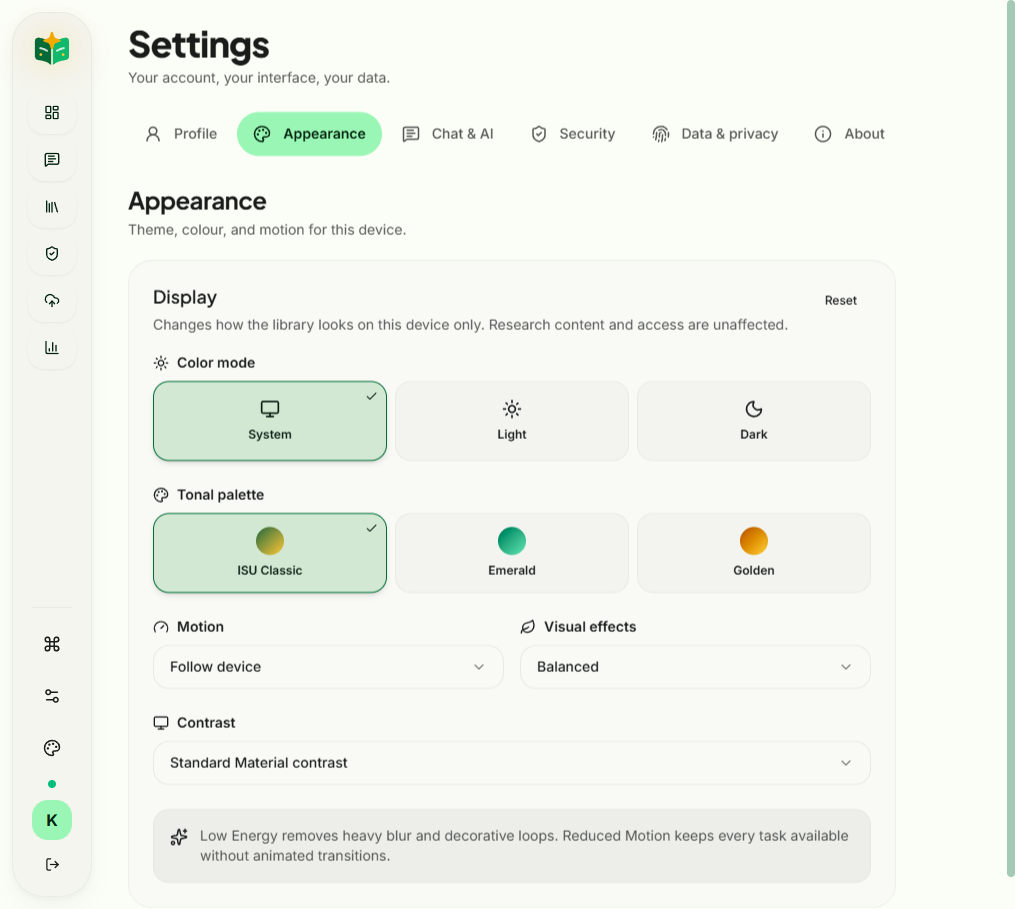 Settings
Your account, your interface, your data.
Profile
Appearance
Chat & AI
Security
Data & privacy
About
Appearance
Theme, colour, and motion for this device.
Display
Reset
Changes how the library looks on this device only. Research content and access are unaffected.
Color mode
System
Light
Dark
Tonal palette
ISU Classic
Emerald
Golden
Motion
Visual effects
Follow device
Balanced
Contrast
Standard Material contrast
Low Energy removes heavy blur and decorative loops. Reduced Motion keeps every task available
without animated transitions.
K